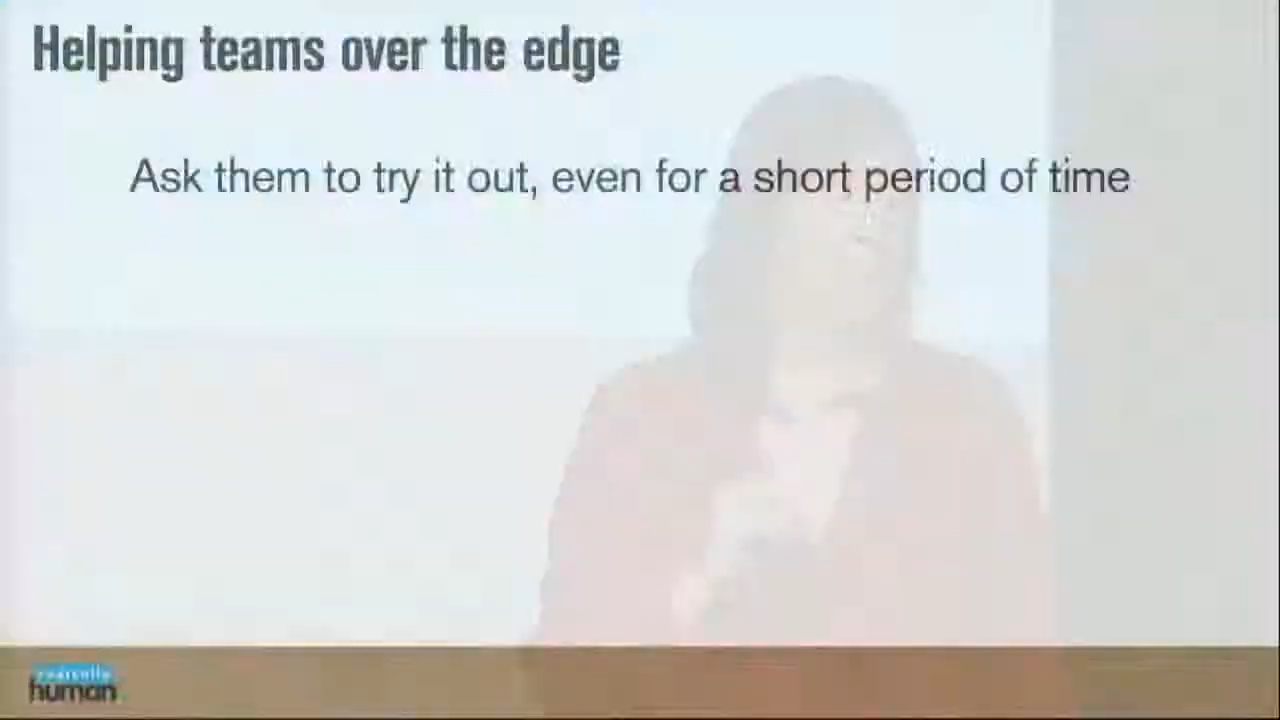 Helping teams over the edge
Ask them to try it out, even for a short period of time
human